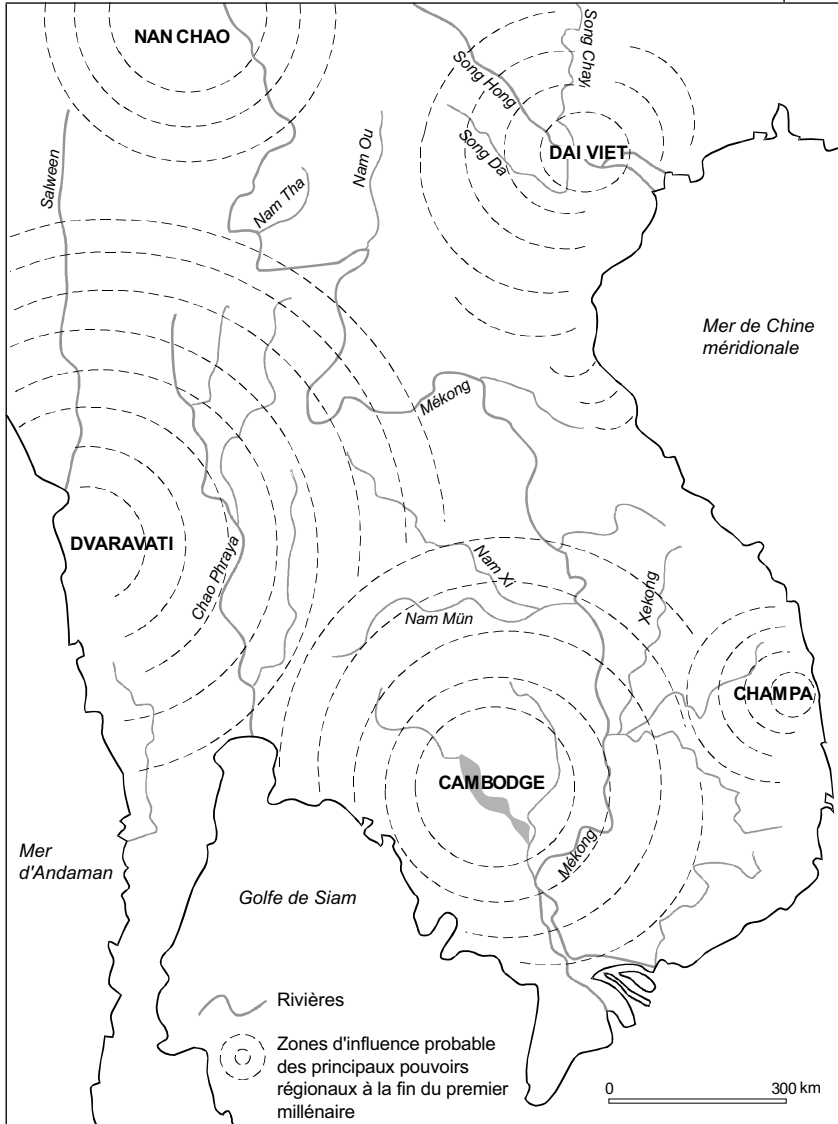 NAN CHAO
Song Chay
Song Hong
Song Dà
DAI VIET
Salween
Nam Tha
Nam Ou
Mer de Chine
méridionale
Mékong
DVARAVATI
Chao Phraya
Nam Xi
Nam Mün
Xekong
CHAMPA
CAMBODGE
Mékong
Mer
d'Andaman
Golfe de Siam
Rivières
Zones d'influence probable
des principaux pouvoirs
régionaux à la fin du premier
millénaire
0 300 km